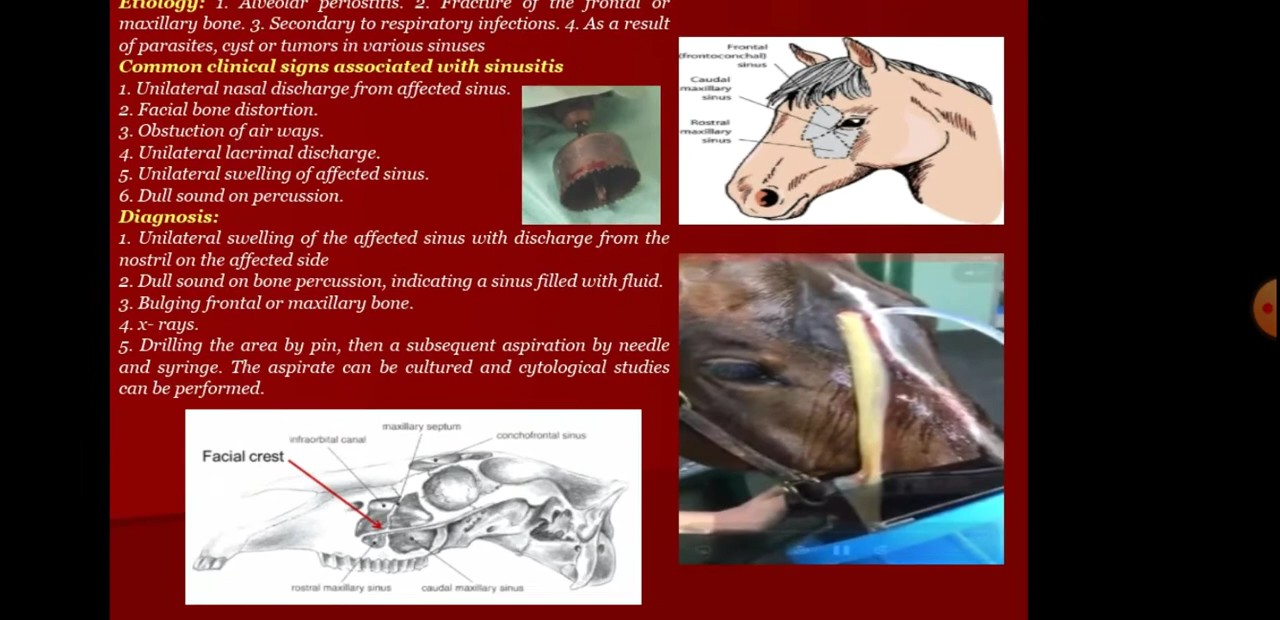 Etiology: 1. Alveolar periostitis. 2. Fracture of the frontal or
maxillary bone. 3. Secondary to respiratory infections. 4. As a result
of parasites, cyst or tumors in various sinuses
Common clinical signs associated with sinusitis
1. Unilateral nasal discharge from affected sinus.
2. Facial bone distortion.
3. Obstuction of air ways.
4. Unilateral lacrimal discharge.
5. Unilateral swelling of affected sinus.
6. Dull sound on percussion.
Diagnosis:
1. Unilateral swelling of the affected sinus with discharge from the
nostril on the affected side
2. Dull sound on bone percussion, indicating a sinus filled with fluid.
3. Bulging frontal or maxillary bone.
4. x- rays.
5. Drilling the area by pin, then a subsequent aspiration by needle
and syringe. The aspirate can be cultured and cytological studies
can be performed.
Frontal
(frontoconchal)
sinus
Caudal
maxillary
sinus
Rostral
maxillary
sinus
maxillary septum
infraorbital canal
conchofrontal sinus
Facial crest
rostral maxillary sinus
caudal maxillary sinus